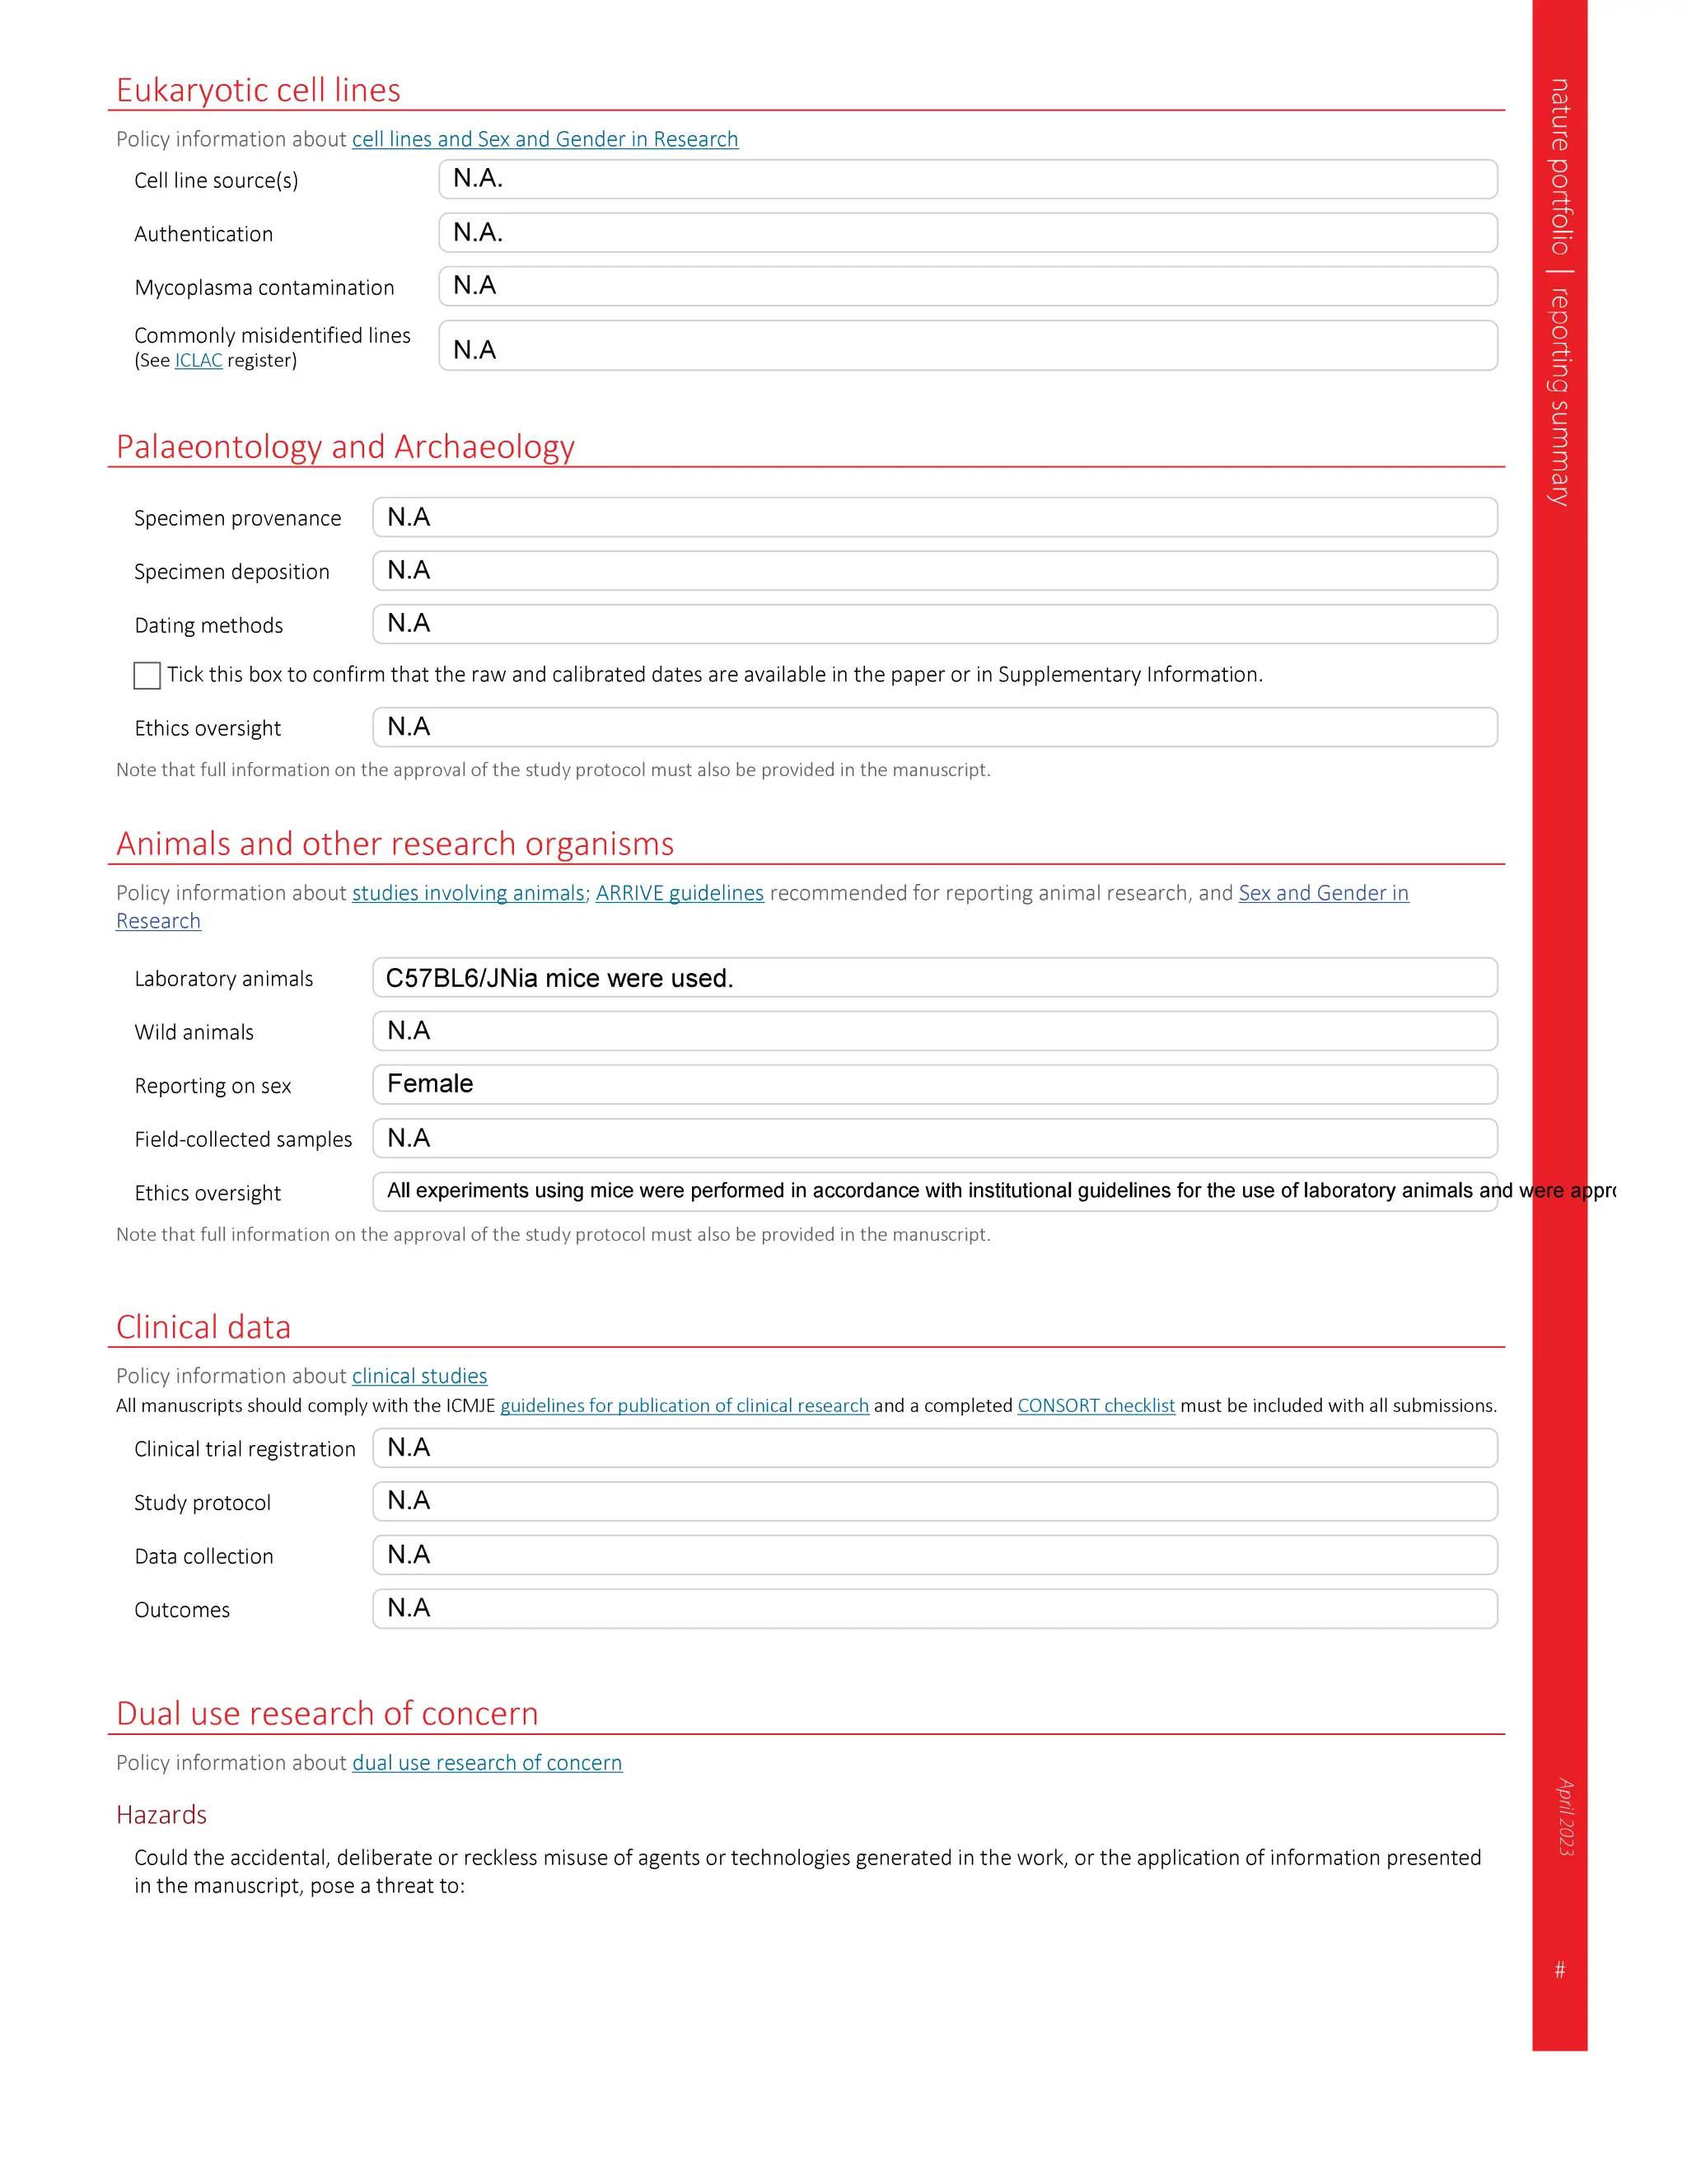 Eukaryotic cell lines
Policy information about cell lines and Sex and Gender in Research
Cell line source(s) N.A.
Authentication N.A.
Mycoplasma contamination N.A
Commonly misidentified lines
(See ICLAC register) N.A
Palaeontology and Archaeology
Specimen provenance N.A
Specimen deposition N.A
Dating methods N.A
Tick this box to confirm that the raw and calibrated dates are available in the paper or in Supplementary Information.
Ethics oversight N.A
Note that full information on the approval of the study protocol must also be provided in the manuscript.
Animals and other research organisms
Policy information about studies involving animals; ARRIVE guidelines recommended for reporting animal research, and Sex and Gender in
Research
Laboratory animals C57BL6/JNia mice were used.
Wild animals N.A
Reporting on sex Female
Field-collected samples N.A
Ethics oversight All experiments using mice were performed in accordance with institutional guidelines for the use of laboratory animals and were
Note that full information on the approval of the study protocol must also be provided in the manuscript.
Clinical data
Policy information about clinical studies
All manuscripts should comply with the ICMJE guidelines for publication of clinical research and a completed CONSORT checklist must be included with all submissions.
Clinical trial registration N.A
Study protocol N.A
Data collection N.A
Outcomes N.A
Dual use research of concern
Policy information about dual use research of concern
Hazards
Could the accidental, deliberate or reckless misuse of agents or technologies generated in the work, or the application of information presented
in the manuscript, pose a threat to:
nature portfolio | reporting summary
April 2023
#